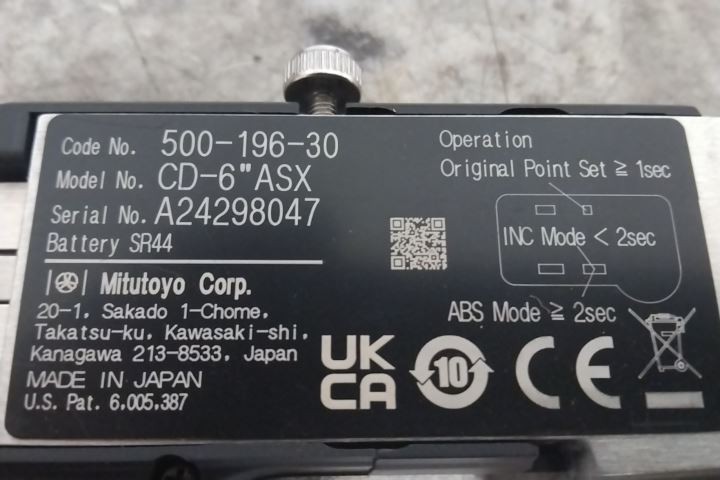 Code No. 500-196-30
Model No. CD-6"ASX
Serial No. A24298047
Battery SR44
Mitutoyo Corp.
20-1, Sakado 1-Chome,
Takatsu-ku, Kawasaki-shi,
Kanagawa 213-8533, Japan
MADE IN JAPAN
U.S. Pat. 6,005,387
Operation
Original Point Set ≧ 1sec
INC Mode < 2sec
ABS Mode ≧ 2sec
UK
CA
10
CE